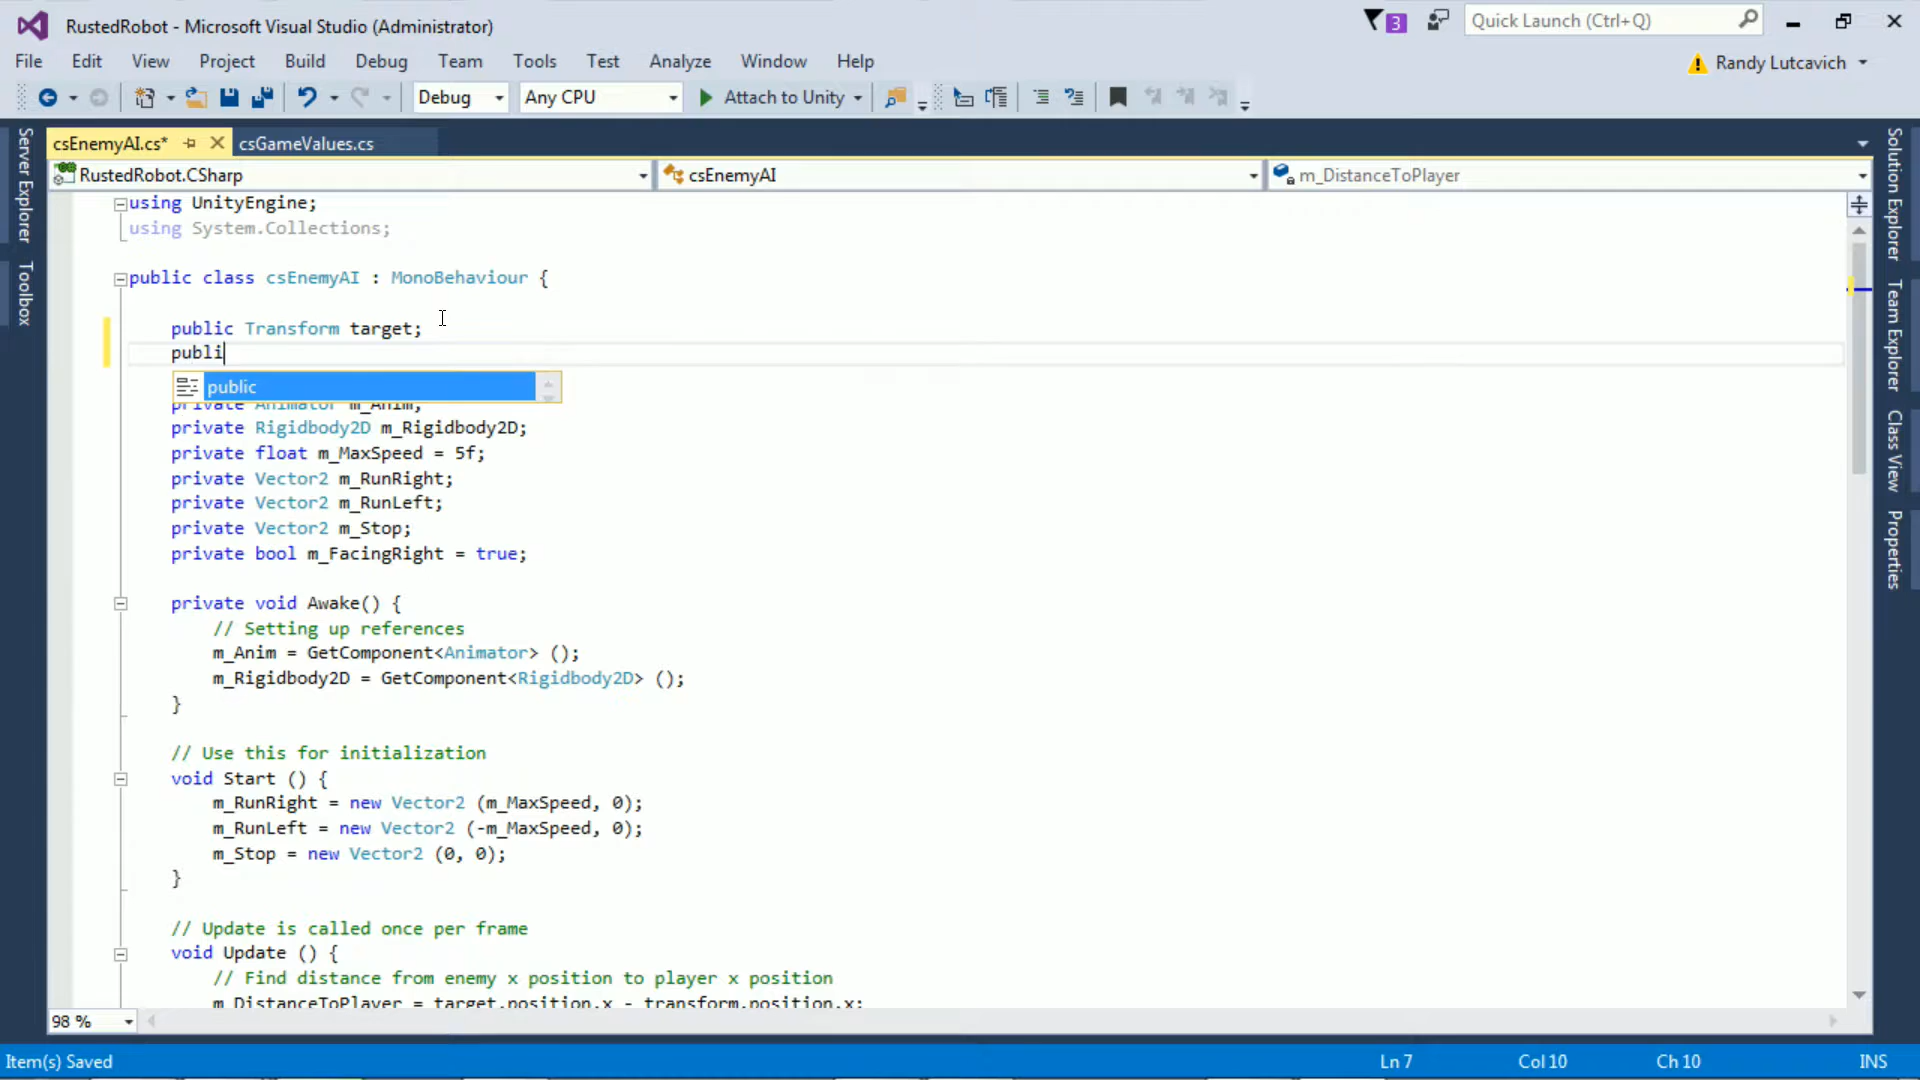 RustedRobot - Microsoft Visual Studio (Administrator)
3
Quick Launch (Ctrl+Q)
File Edit View Project Build Debug Team Tools Test Analyze Window Help
Randy Lutcavich
Debug Any CPU Attach to Unity
csEnemyAI.cs* csGameValues.cs
RustedRobot.CSharp csEnemyAI m_DistanceToPlayer
Server Explorer
Toolbox
Solution Explorer
Team Explorer
Class View
Properties
using UnityEngine;
using System.Collections;
public class csEnemyAI : MonoBehaviour {
public Transform target;
publi
public
private Animator m_Anim;
private Rigidbody2D m_Rigidbody2D;
private float m_MaxSpeed = 5f;
private Vector2 m_RunRight;
private Vector2 m_RunLeft;
private Vector2 m_Stop;
private bool m_FacingRight = true;
private void Awake() {
// Setting up references
m_Anim = GetComponent<Animator> ();
m_Rigidbody2D = GetComponent<Rigidbody2D> ();
}
// Use this for initialization
void Start () {
m_RunRight = new Vector2 (m_MaxSpeed, 0);
m_RunLeft = new Vector2 (-m_MaxSpeed, 0);
m_Stop = new Vector2 (0, 0);
}
// Update is called once per frame
void Update () {
// Find distance from enemy x position to player x position
m_DistanceToPlayer = target.position.x - transform.position.x;
98 %
Item(s) Saved Ln 7 Col 10 Ch 10 INS